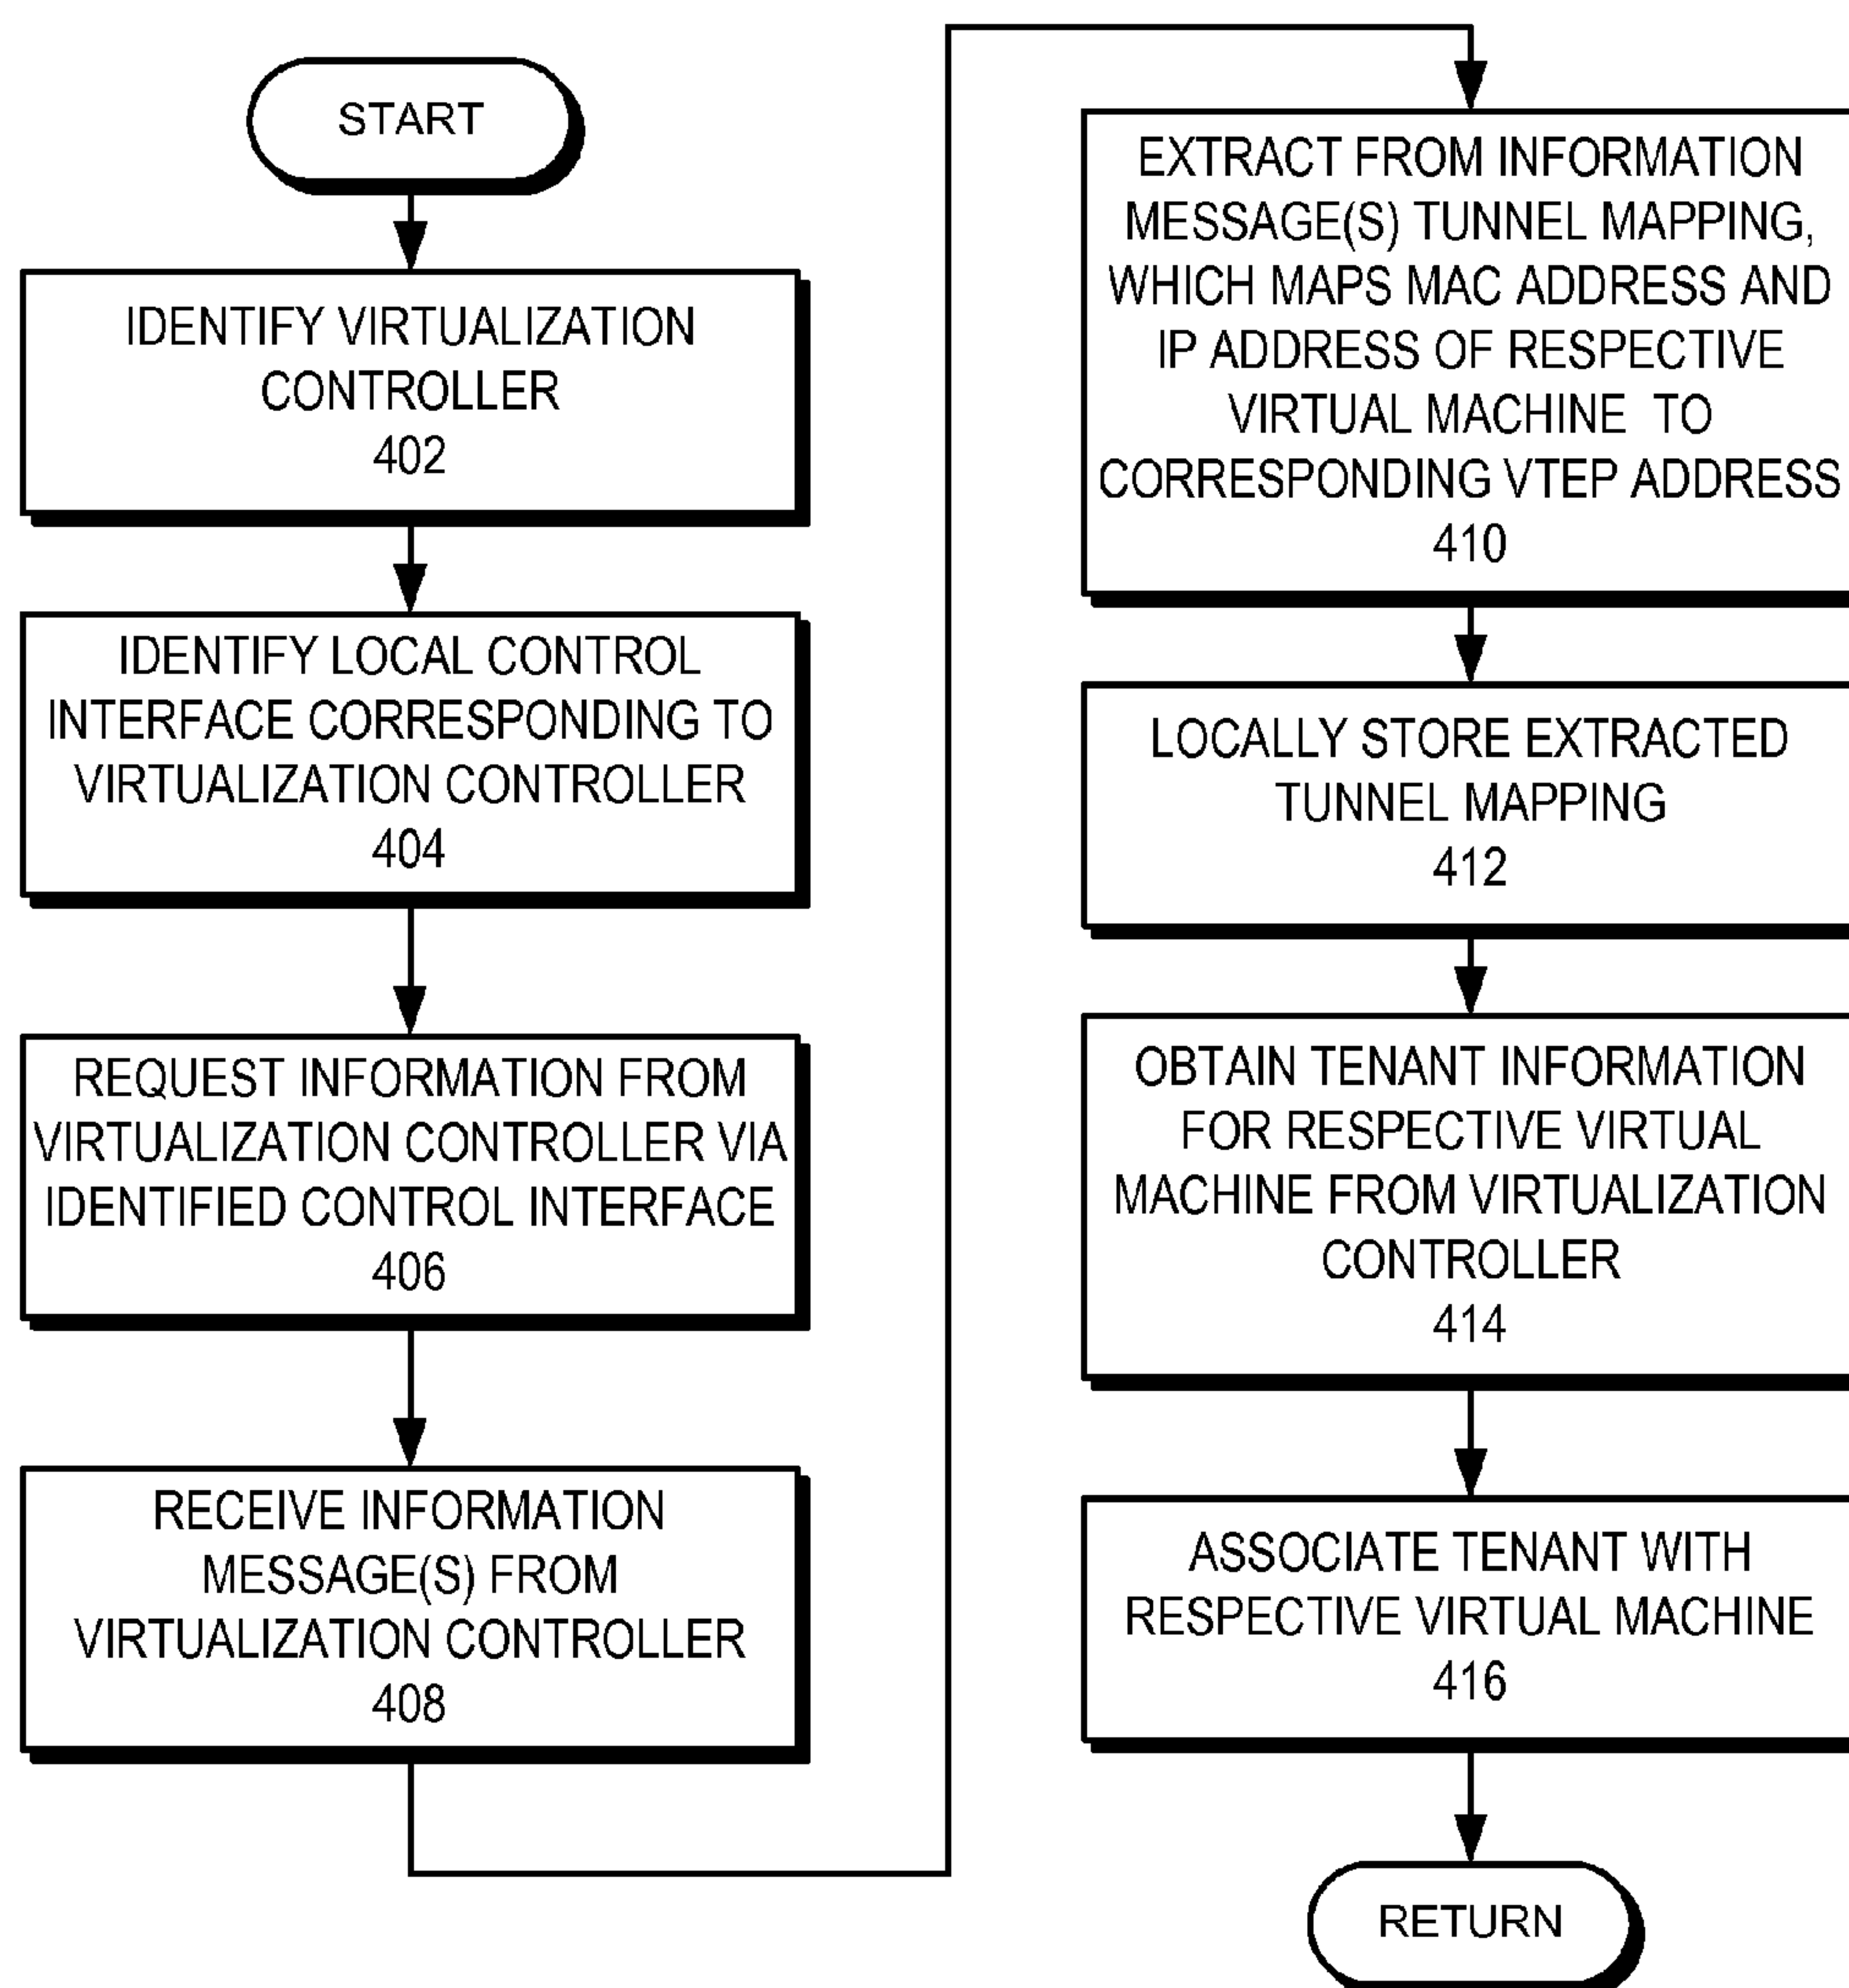 START
IDENTIFY VIRTUALIZATION
CONTROLLER
402
IDENTIFY LOCAL CONTROL
INTERFACE CORRESPONDING TO
VIRTUALIZATION CONTROLLER
404
REQUEST INFORMATION FROM
VIRTUALIZATION CONTROLLER VIA
IDENTIFIED CONTROL INTERFACE
406
RECEIVE INFORMATION
MESSAGE(S) FROM
VIRTUALIZATION CONTROLLER
408
EXTRACT FROM INFORMATION
MESSAGE(S) TUNNEL MAPPING,
WHICH MAPS MAC ADDRESS AND
IP ADDRESS OF RESPECTIVE
VIRTUAL MACHINE TO
CORRESPONDING VTEP ADDRESS
410
LOCALLY STORE EXTRACTED
TUNNEL MAPPING
412
OBTAIN TENANT INFORMATION
FOR RESPECTIVE VIRTUAL
MACHINE FROM VIRTUALIZATION
CONTROLLER
414
ASSOCIATE TENANT WITH
RESPECTIVE VIRTUAL MACHINE
416
RETURN